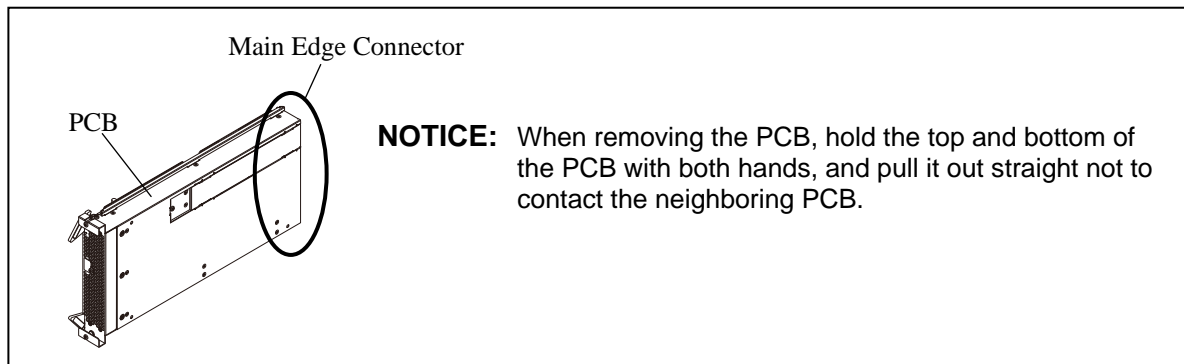 Main Edge Connector
PCB
NOTICE: When removing the PCB, hold the top and bottom of
the PCB with both hands, and pull it out straight not to
contact the neighboring PCB.